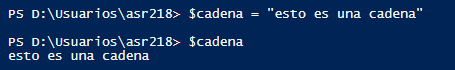 PS D:\Usuarios\asr218> $cadena = "esto es una cadena"
PS D:\Usuarios\asr218> $cadena
esto es una cadena